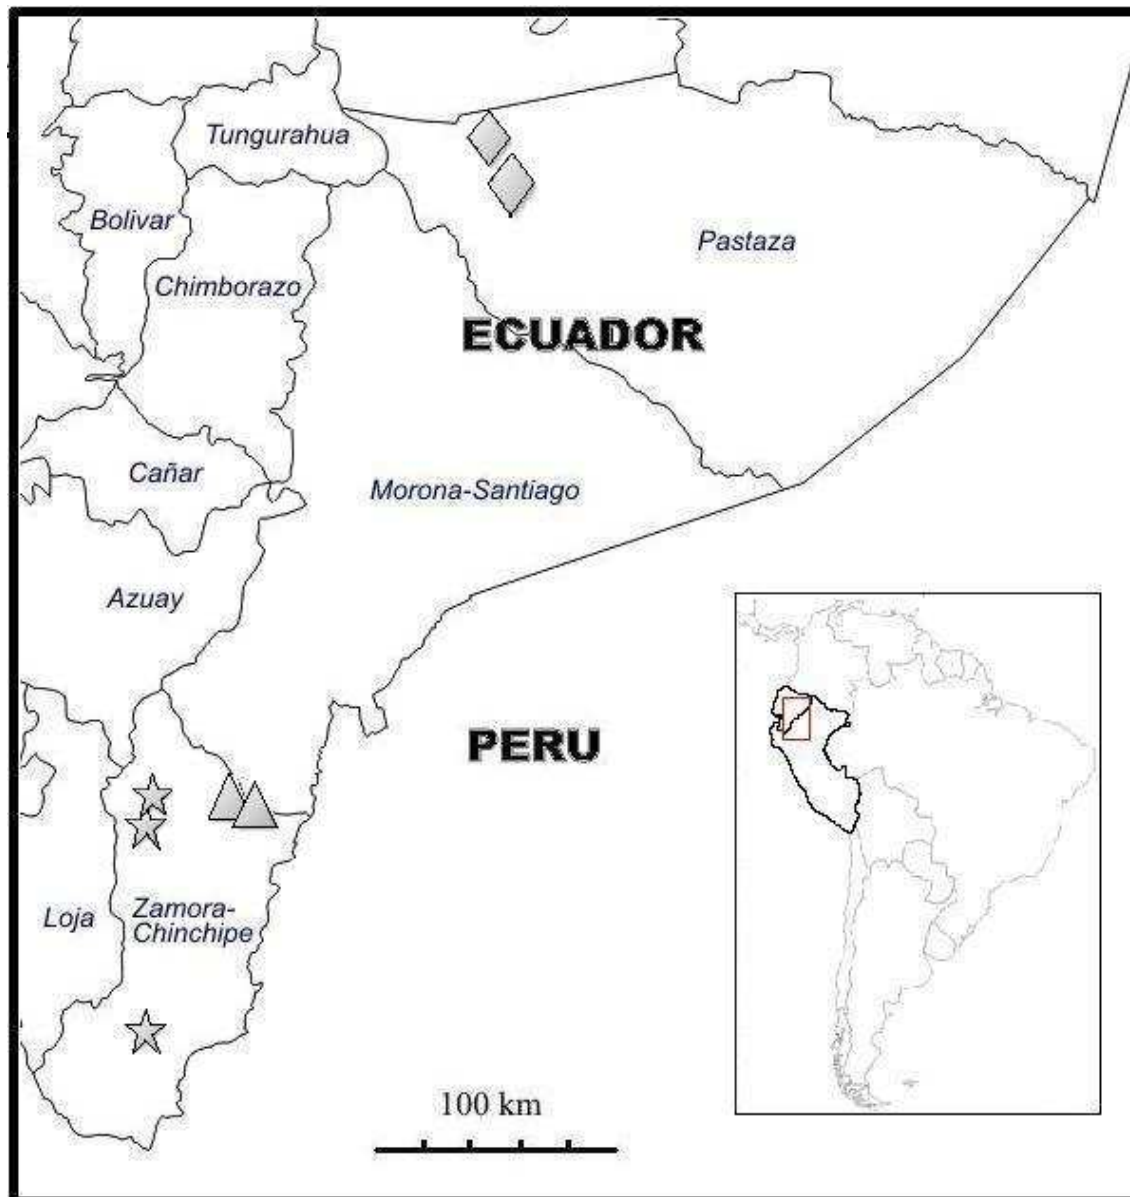 Tungurahua
Bolivar
Pastaza
Chimborazo
ECUADOR
Cañar
Morona-Santiago
Azuay
PERU
Loja
Zamora-
Chinchipe
100 km